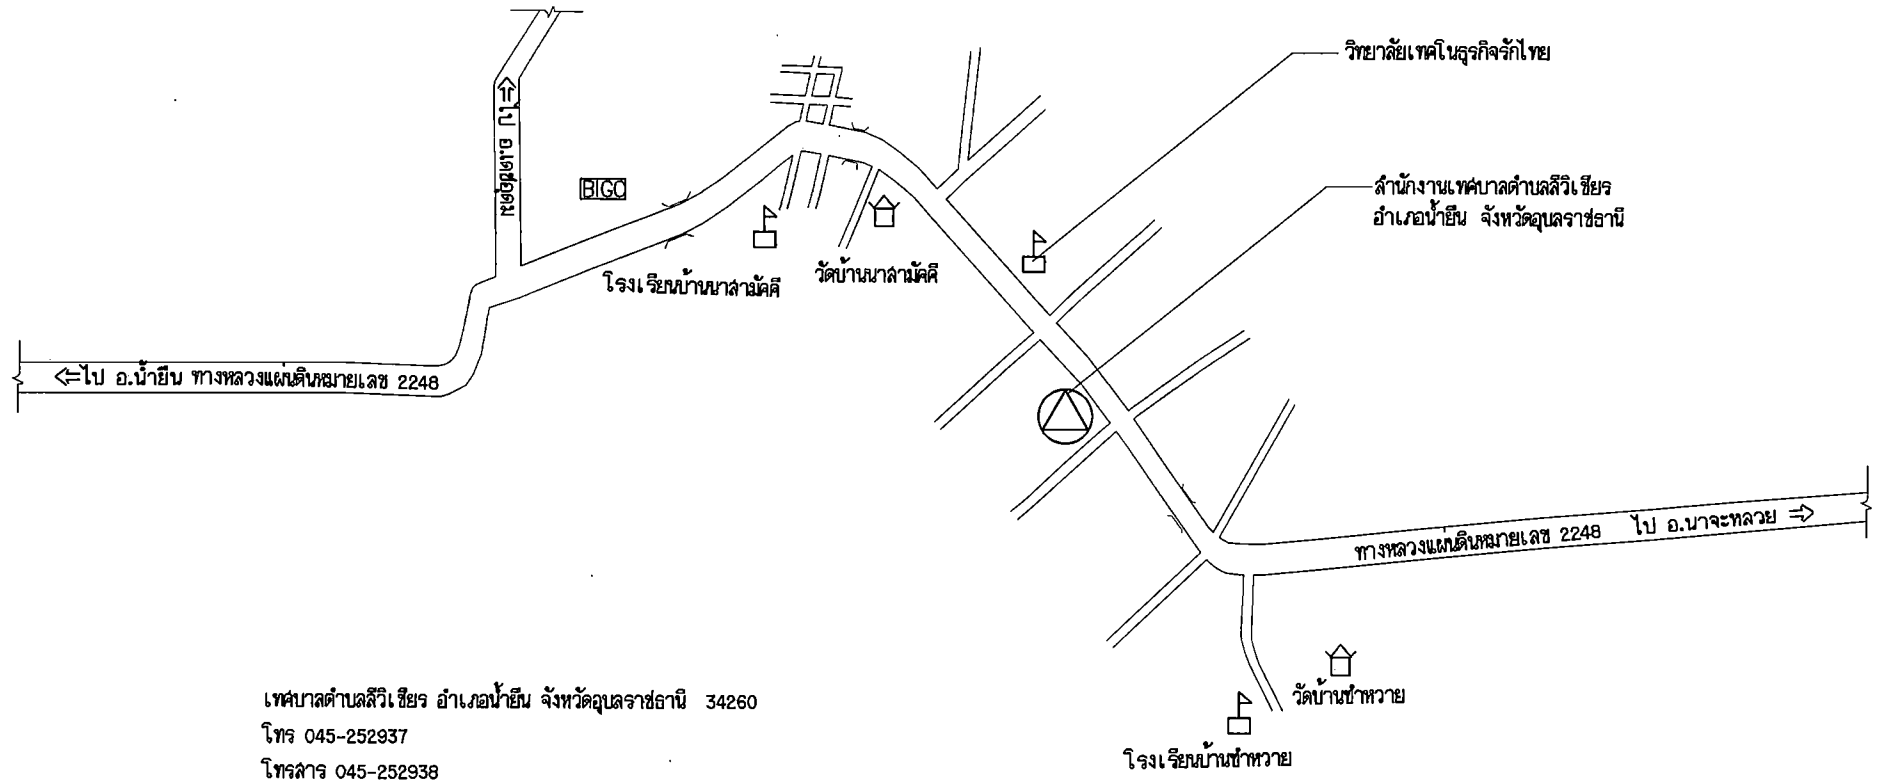 วิทยาลัยเทคโนธุรกิจรักไทย
⇐ไป อ.เดชอุดม
BIGC
สำนักงานเทศบาลตำบลสีวิเชียร
อำเภอน้ำยืน จังหวัดอุบลราชธานี
โรงเรียนบ้านนาสามัคคี
วัดบ้านนาสามัคคี
⇐ไป อ.น้ำยืน ทางหลวงแผ่นดินหมายเลข 2248
ทางหลวงแผ่นดินหมายเลข 2248 ไป อ.นาจะหลวย ⇒
วัดบ้านชำหวาย
โรงเรียนบ้านชำหวาย
เทศบาลตำบลสีวิเชียร อำเภอน้ำยืน จังหวัดอุบลราชธานี 34260
โทร 045-252937
โทรสาร 045-252938